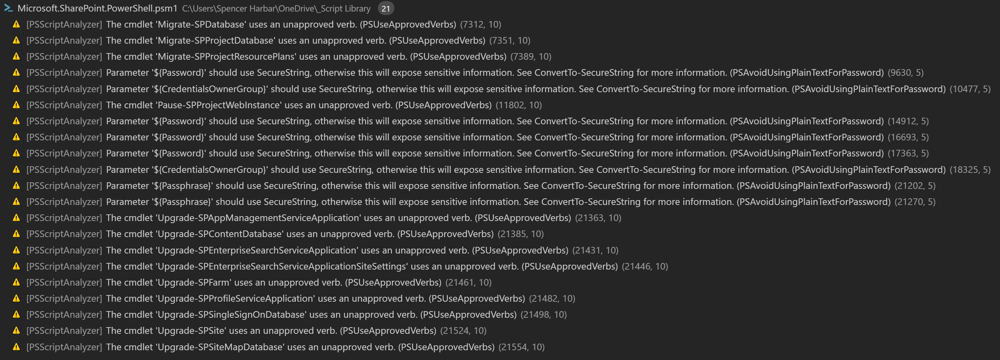 Microsoft.SharePoint.PowerShell.psm1 C:\Users\Spencer Harbar\OneDrive\_Script Library 21
[PSScriptAnalyzer] The cmdlet 'Migrate-SPDatabase' uses an unapproved verb. (PSUseApprovedVerbs) (7312, 10)
[PSScriptAnalyzer] The cmdlet 'Migrate-SPProjectDatabase' uses an unapproved verb. (PSUseApprovedVerbs) (7351, 10)
[PSScriptAnalyzer] The cmdlet 'Migrate-SPProjectResourcePlans' uses an unapproved verb. (PSUseApprovedVerbs) (7389, 10)
[PSScriptAnalyzer] Parameter '${Password}' should use SecureString, otherwise this will expose sensitive information. See ConvertTo-SecureString for more information. (PSAvoidUsingPlainTextForPassword) (9630, 5)
[PSScriptAnalyzer] Parameter '${CredentialsOwnerGroup}' should use SecureString, otherwise this will expose sensitive information. See ConvertTo-SecureString for more information. (PSAvoidUsingPlainTextForPassword) (10477, 5)
[PSScriptAnalyzer] The cmdlet 'Pause-SPProjectWebInstance' uses an unapproved verb. (PSUseApprovedVerbs) (11802, 10)
[PSScriptAnalyzer] Parameter '${Password}' should use SecureString, otherwise this will expose sensitive information. See ConvertTo-SecureString for more information. (PSAvoidUsingPlainTextForPassword) (14912, 5)
[PSScriptAnalyzer] Parameter '${Password}' should use SecureString, otherwise this will expose sensitive information. See ConvertTo-SecureString for more information. (PSAvoidUsingPlainTextForPassword) (16693, 5)
[PSScriptAnalyzer] Parameter '${Password}' should use SecureString, otherwise this will expose sensitive information. See ConvertTo-SecureString for more information. (PSAvoidUsingPlainTextForPassword) (17363, 5)
[PSScriptAnalyzer] Parameter '${CredentialsOwnerGroup}' should use SecureString, otherwise this will expose sensitive information. See ConvertTo-SecureString for more information. (PSAvoidUsingPlainTextForPassword) (18325, 5)
[PSScriptAnalyzer] Parameter '${Passphrase}' should use SecureString, otherwise this will expose sensitive information. See ConvertTo-SecureString for more information. (PSAvoidUsingPlainTextForPassword) (21202, 5)
[PSScriptAnalyzer] Parameter '${Passphrase}' should use SecureString, otherwise this will expose sensitive information. See ConvertTo-SecureString for more information. (PSAvoidUsingPlainTextForPassword) (21270, 5)
[PSScriptAnalyzer] The cmdlet 'Upgrade-SPAppManagementServiceApplication' uses an unapproved verb. (PSUseApprovedVerbs) (21363, 10)
[PSScriptAnalyzer] The cmdlet 'Upgrade-SPContentDatabase' uses an unapproved verb. (PSUseApprovedVerbs) (21385, 10)
[PSScriptAnalyzer] The cmdlet 'Upgrade-SPEnterpriseSearchServiceApplication' uses an unapproved verb. (PSUseApprovedVerbs) (21431, 10)
[PSScriptAnalyzer] The cmdlet 'Upgrade-SPEnterpriseSearchServiceApplicationSiteSettings' uses an unapproved verb. (PSUseApprovedVerbs) (21446, 10)
[PSScriptAnalyzer] The cmdlet 'Upgrade-SPFarm' uses an unapproved verb. (PSUseApprovedVerbs) (21461, 10)
[PSScriptAnalyzer] The cmdlet 'Upgrade-SPProfileServiceApplication' uses an unapproved verb. (PSUseApprovedVerbs) (21482, 10)
[PSScriptAnalyzer] The cmdlet 'Upgrade-SPSingleSignOnDatabase' uses an unapproved verb. (PSUseApprovedVerbs) (21498, 10)
[PSScriptAnalyzer] The cmdlet 'Upgrade-SPSite' uses an unapproved verb. (PSUseApprovedVerbs) (21524, 10)
[PSScriptAnalyzer] The cmdlet 'Upgrade-SPSiteMapDatabase' uses an unapproved verb. (PSUseApprovedVerbs) (21554, 10)